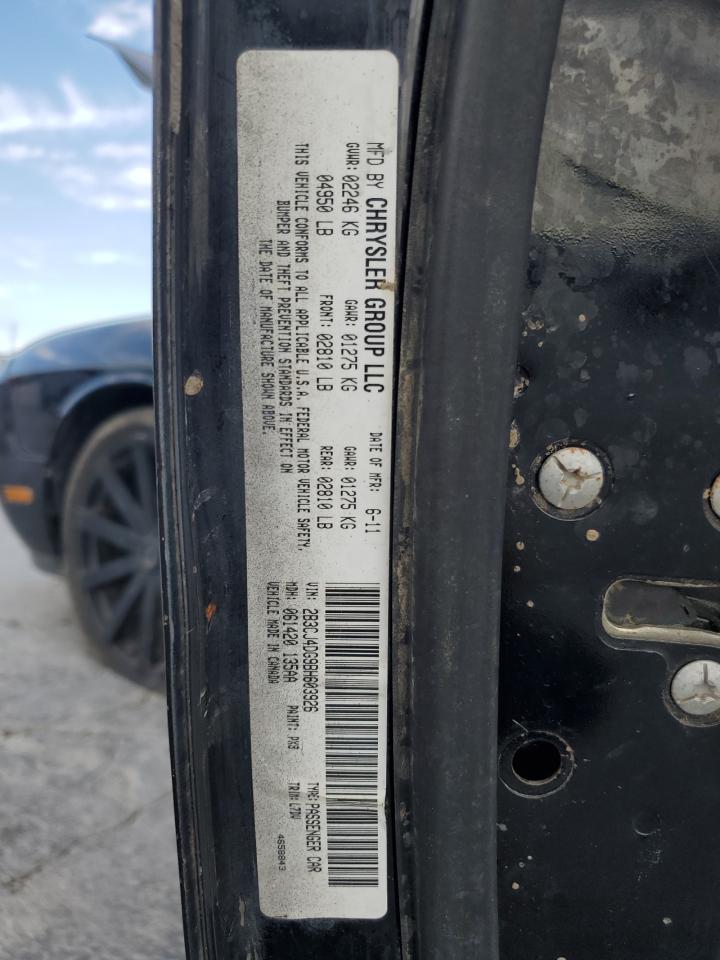 MFD BY CHRYSLER GROUP LLC DATE OF MFR: 6-11
GVWR: 02246 KG GAWR: 01275 KG GAWR: 01275 KG
04950 LB FRONT: 02810 LB REAR: 02810 LB
THIS VEHICLE CONFORMS TO ALL APPLICABLE U.S.A. FEDERAL MOTOR VEHICLE SAFETY,
BUMPER AND THEFT PREVENTION STANDARDS IN EFFECT ON
THE DATE OF MANUFACTURE SHOWN ABOVE.
VIN: 2B3CJ4DG9BH603926 TYPE: PASSENGER CAR
MDH: 061420 135AA PAINT: PX8 TRIM: L7DV
VEHICLE MADE IN CANADA 4658843